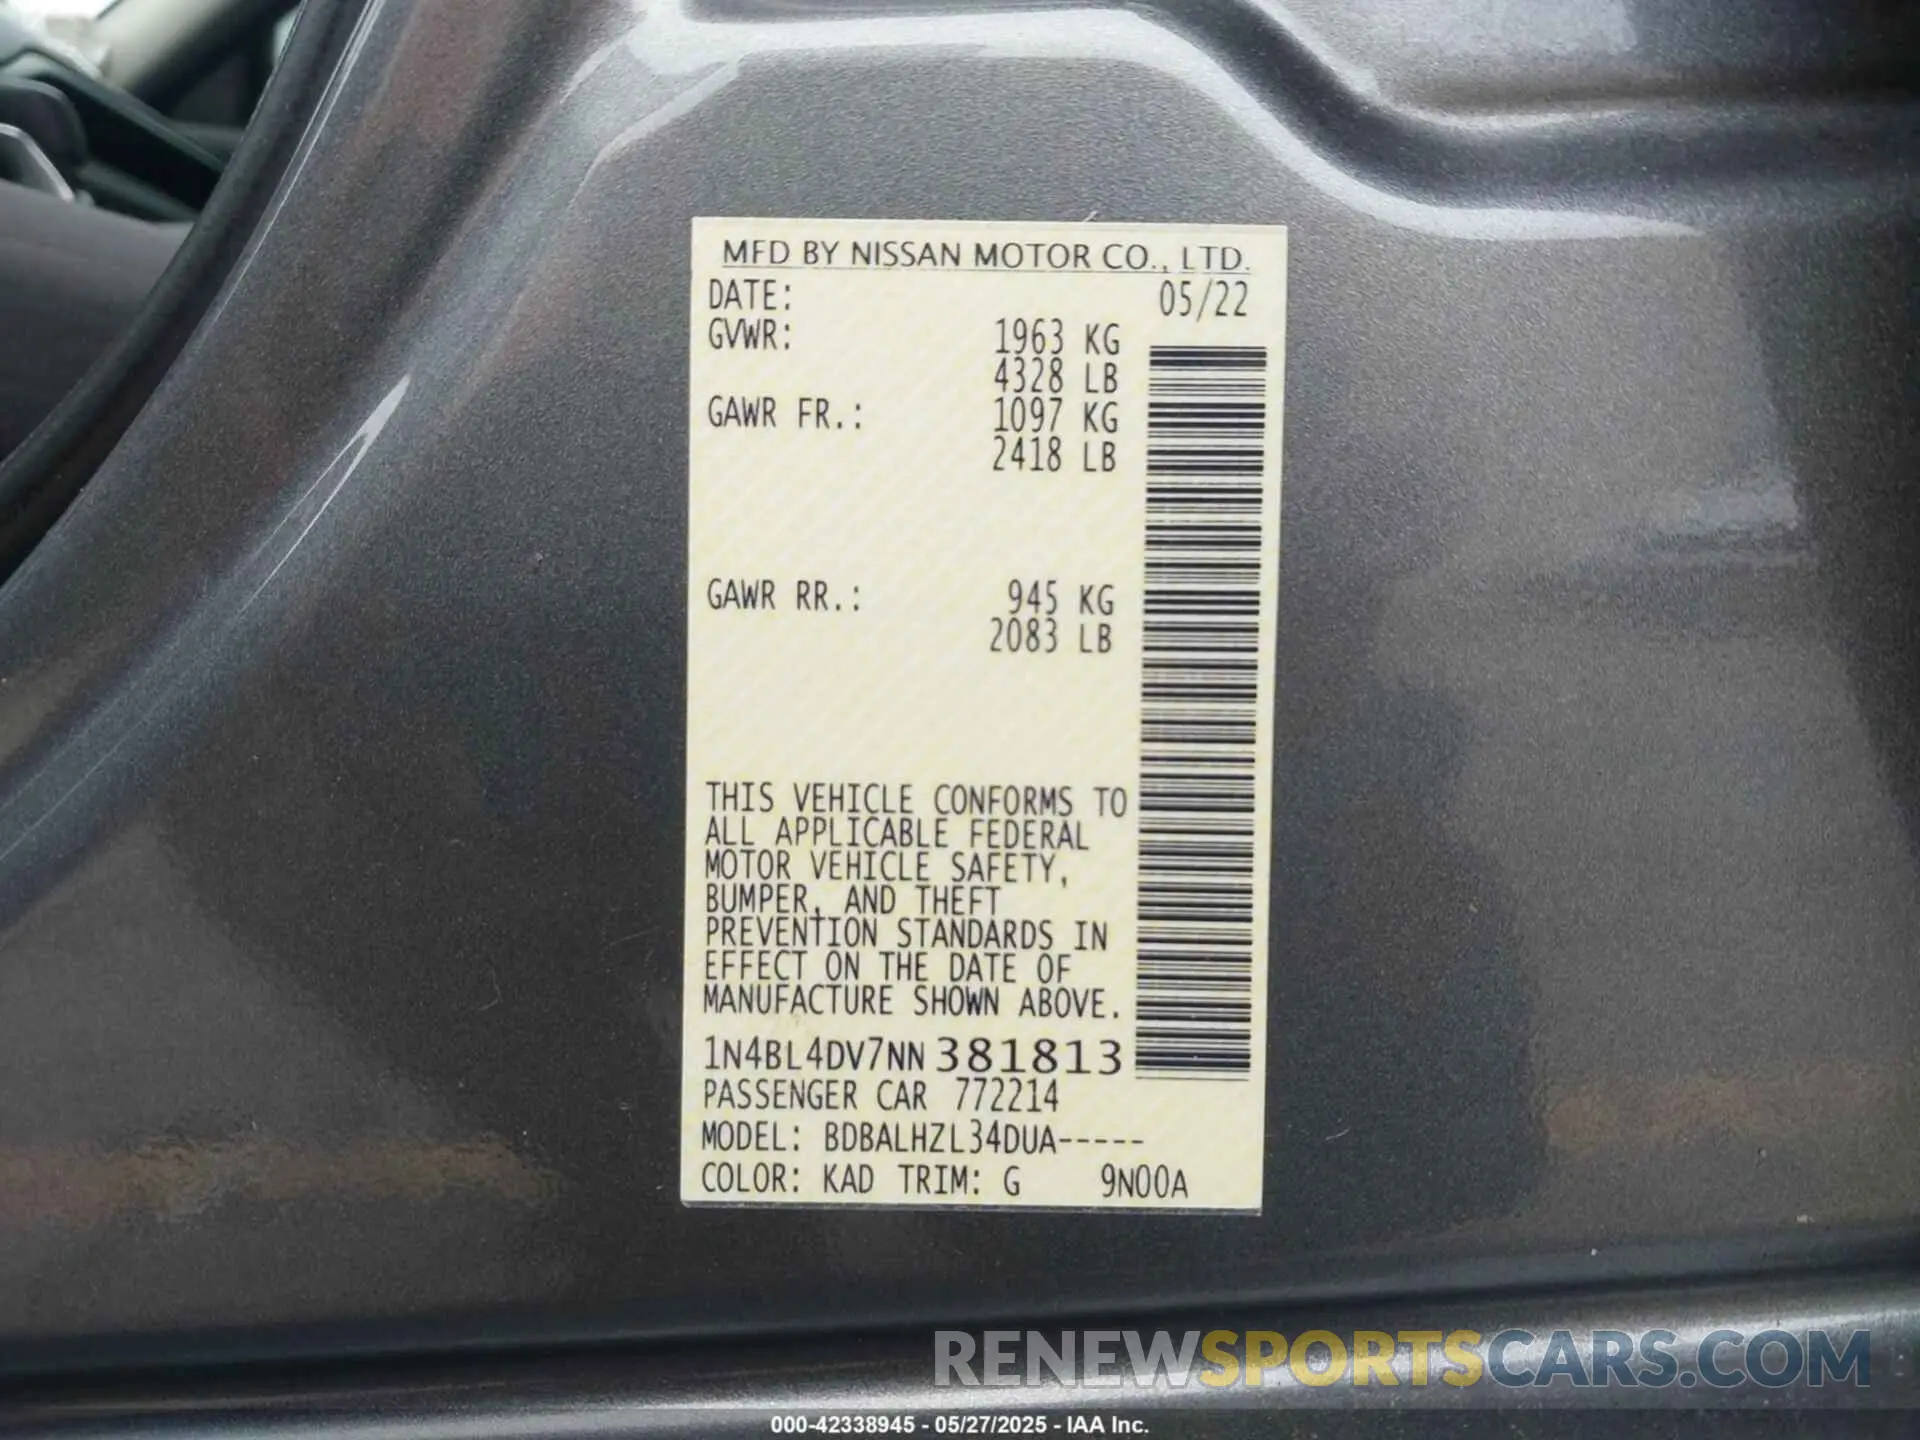 MFD BY NISSAN MOTOR CO., LTD.
DATE: 05/22
GVWR: 1963 KG
4328 LB
GAWR FR.: 1097 KG
2418 LB
GAWR RR.: 945 KG
2083 LB
THIS VEHICLE CONFORMS TO
ALL APPLICABLE FEDERAL
MOTOR VEHICLE SAFETY,
BUMPER, AND THEFT
PREVENTION STANDARDS IN
EFFECT ON THE DATE OF
MANUFACTURE SHOWN ABOVE.
1N4BL4DV7NN381813
PASSENGER CAR 772214
MODEL: BDBALHZL34DUA-----
COLOR: KAD TRIM: G 9N00A
RENEWSPORTSCARS.COM
000-42338945 - 05/27/2025 - IAA Inc.